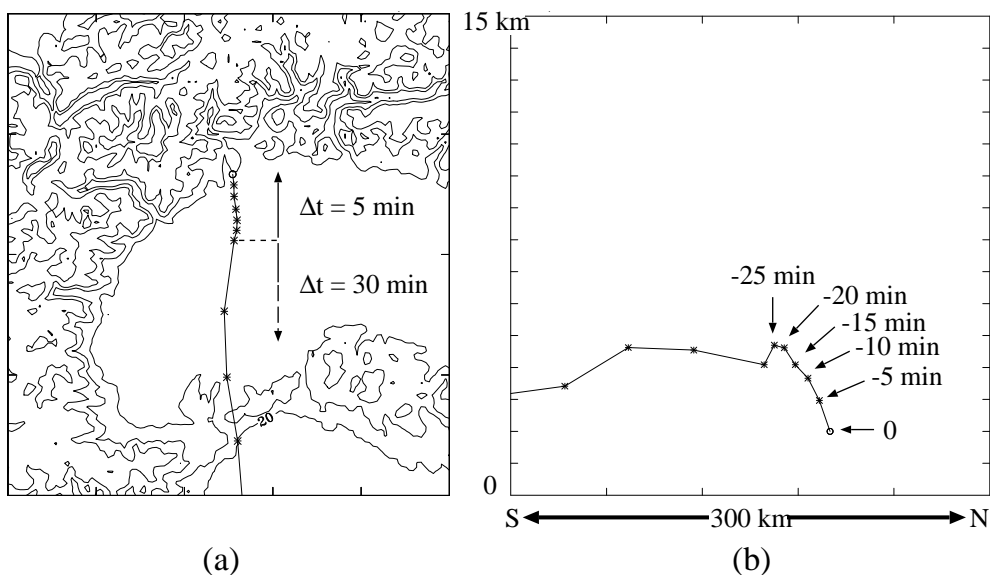 15 km
Δt = 5 min
Δt = 30 min
20
-25 min
-20 min
-15 min
-10 min
-5 min
0
0
S 300 km N
(a) (b)